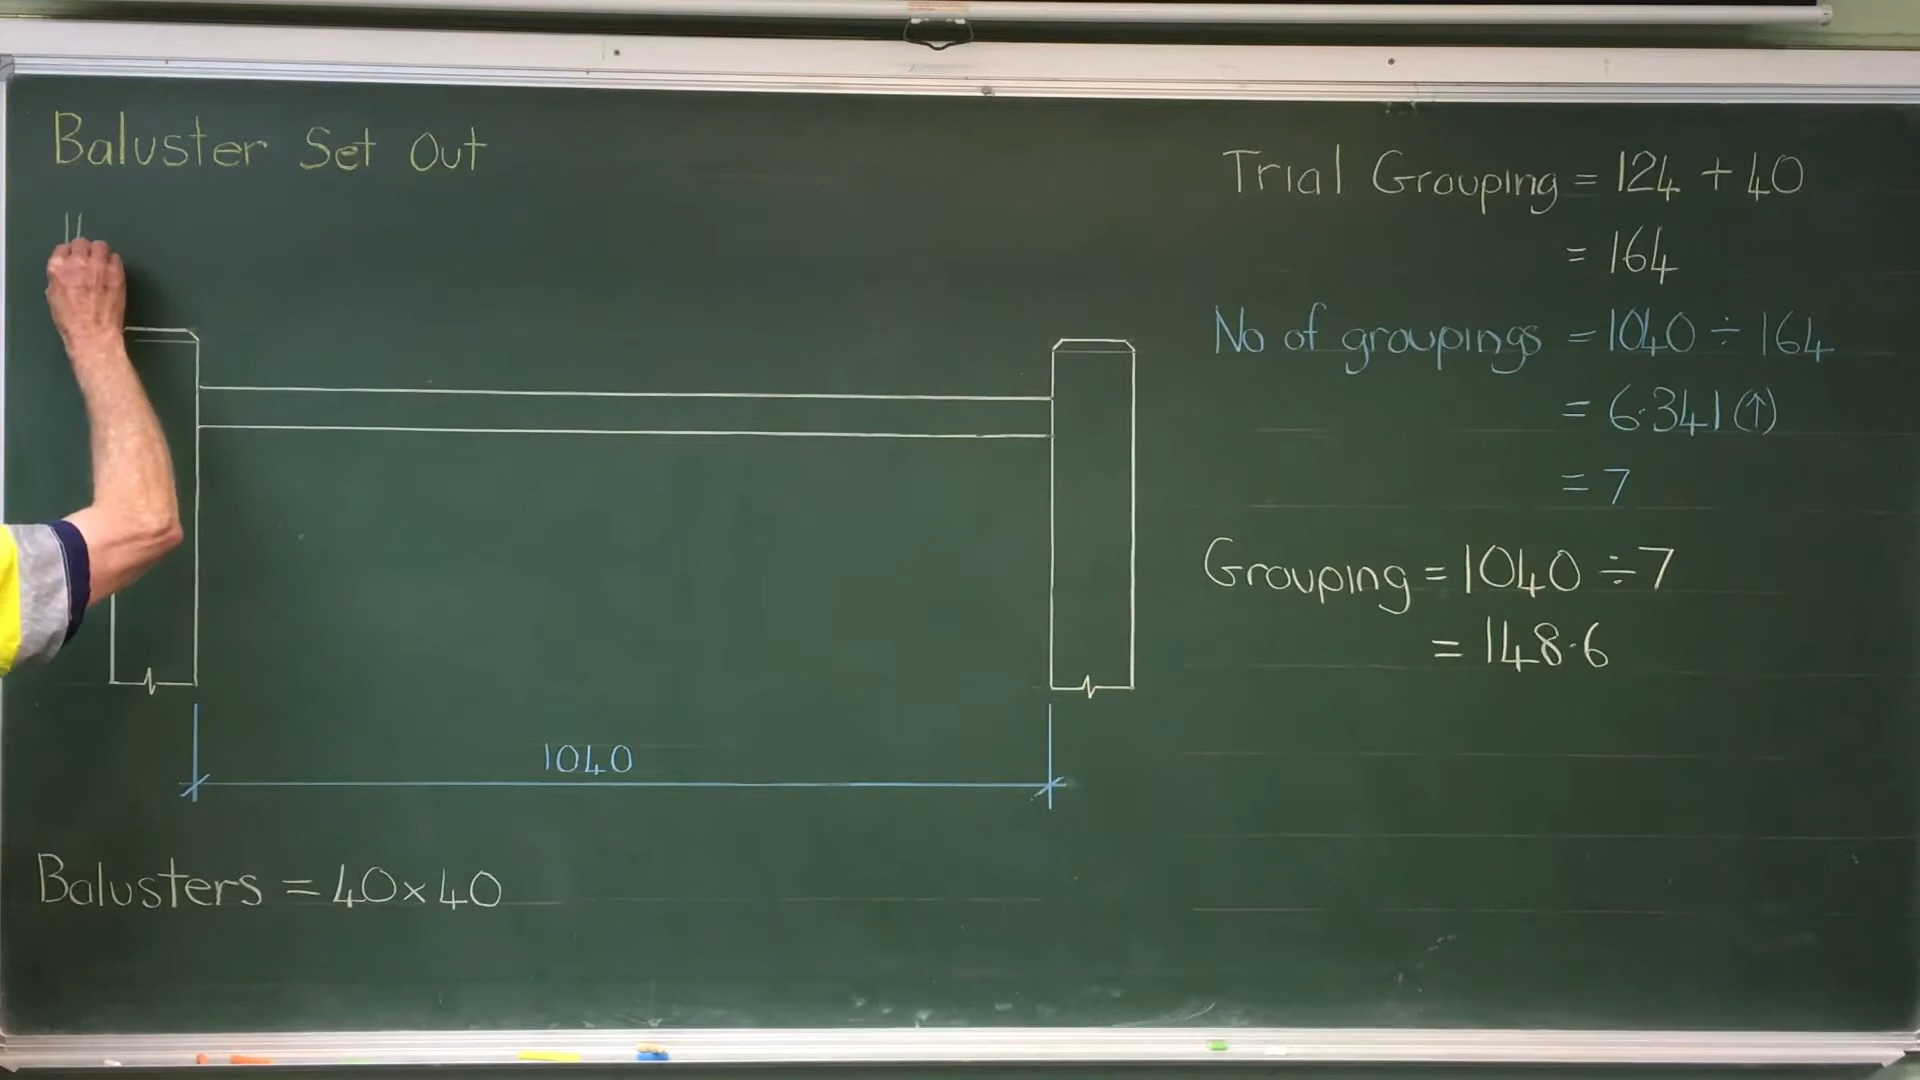 Baluster Set Out
Trial Grouping = 124 + 40
= 164
No of groupings = 1040 ÷ 164
= 6.341 (↑)
= 7
Grouping = 1040 ÷ 7
= 148.6
1040
Balusters = 40 x 40